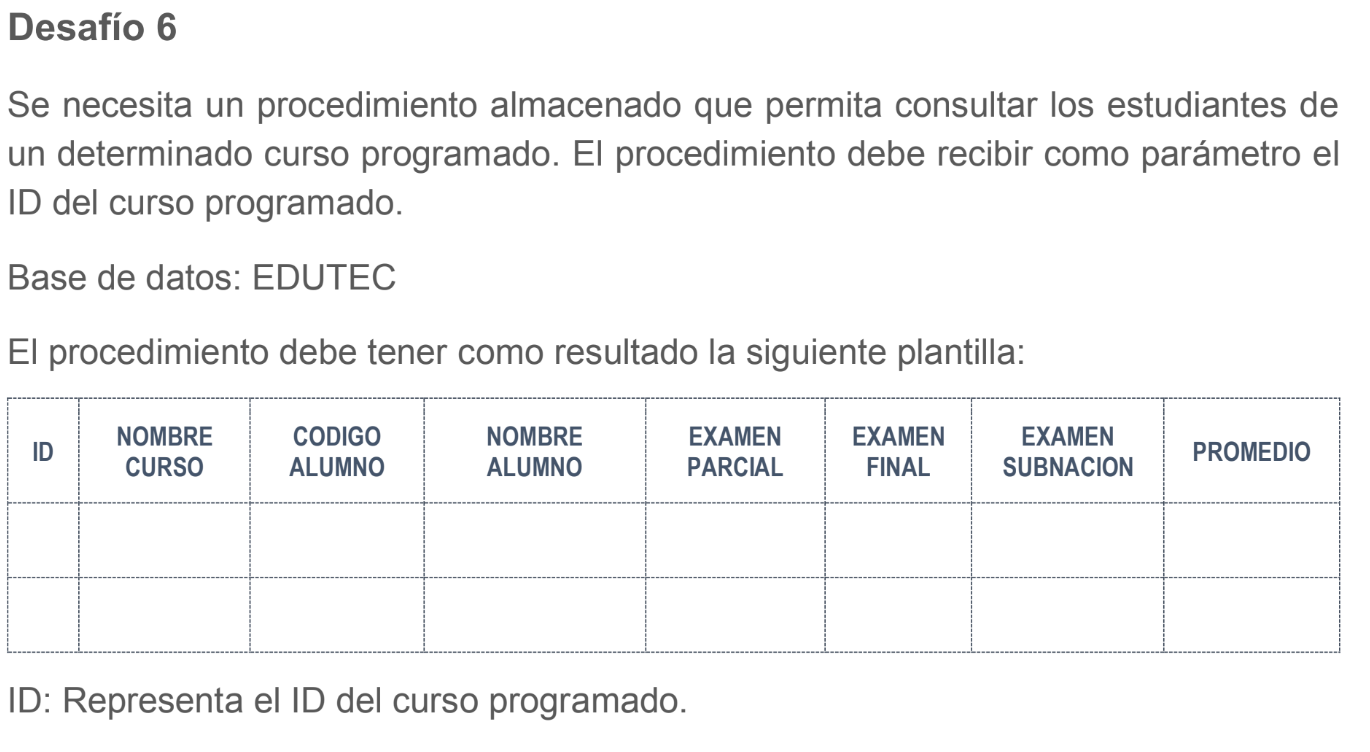 Desafío 6
Se necesita un procedimiento almacenado que permita consultar los estudiantes de
un determinado curso programado. El procedimiento debe recibir como parámetro el
ID del curso programado.
Base de datos: EDUTEC
El procedimiento debe tener como resultado la siguiente plantilla:
ID
NOMBRE
CURSO
CODIGO
ALUMNO
NOMBRE
ALUMNO
EXAMEN
PARCIAL
EXAMEN
FINAL
EXAMEN
SUBNACION
PROMEDIO
ID: Representa el ID del curso programado.